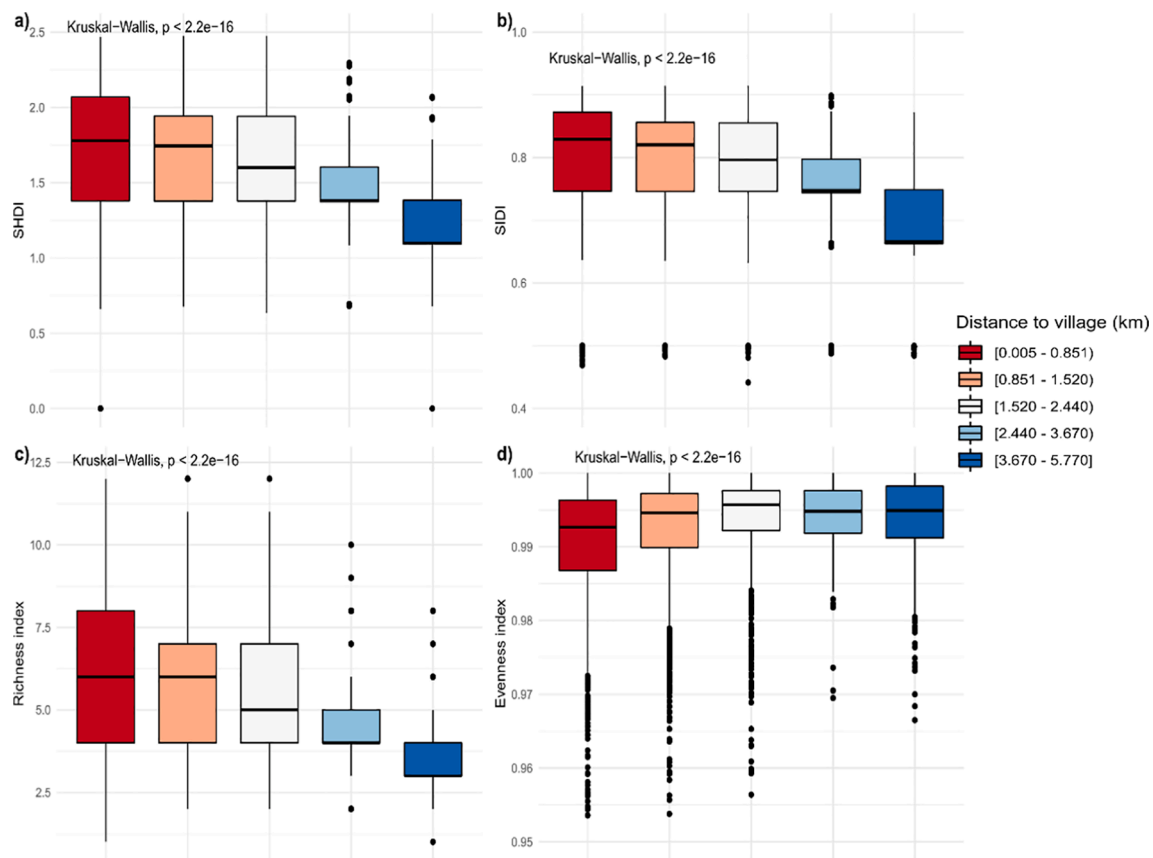 a)
Kruskal-Wallis, p < 2.2e-16
2.5
2.0
1.5
1.0
0.5
0.0
SHDI
b)
Kruskal-Wallis, p < 2.2e-16
1.0
0.8
0.6
0.4
SIDI
Distance to village (km)
[0.005 - 0.851)
[0.851 - 1.520)
[1.520 - 2.440)
[2.440 - 3.670)
[3.670 - 5.770]
c)
Kruskal-Wallis, p < 2.2e-16
12.5
10.0
7.5
5.0
2.5
Richness index
d)
Kruskal-Wallis, p < 2.2e-16
1.00
0.99
0.98
0.97
0.96
0.95
Evenness index